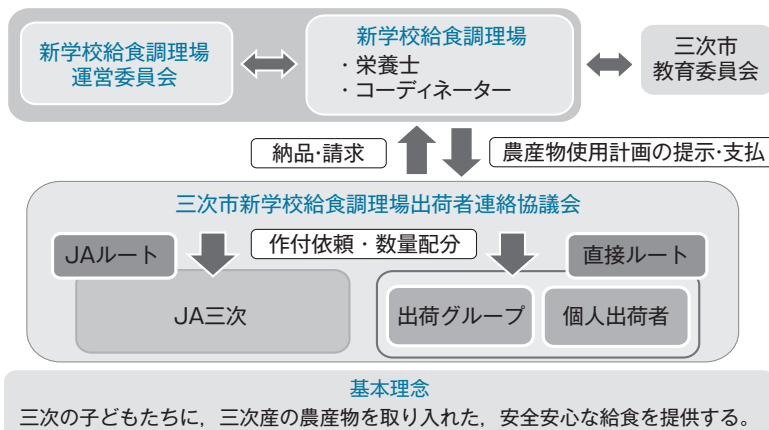 新学校給食調理場
運営委員会
新学校給食調理場
・栄養士
・コーディネーター
三次市
教育委員会
納品・請求
農産物使用計画の提示・支払
三次市新学校給食調理場出荷者連絡協議会
JAルート
作付依頼・数量配分
直接ルート
JA三次
出荷グループ
個人出荷者
基本理念
三次の子どもたちに，三次産の農産物を取り入れた，安全安心な給食を提供する。